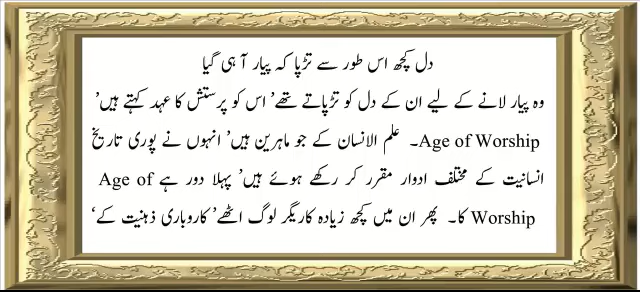 دل کچھ اس طور سے تڑپا کہ پیار آ ہی گیا
وہ پیار لانے کے لیے ان کے دل کو تڑپاتے تھے’ اس کو پرستش کا عہد کہتے ہیں’
Age of Worship۔ علم الانسان کے جو ماہرین ہیں’ انہوں نے پوری تاریخ
انسانیت کے مختلف ادوار مقرر کر رکھے ہوئے ہیں’ پہلا دور ہے Age of
Worship کا۔ پھر ان میں کچھ زیادہ کاریگر لوگ اٹھے’ کاروباری ذہنیت کے‘